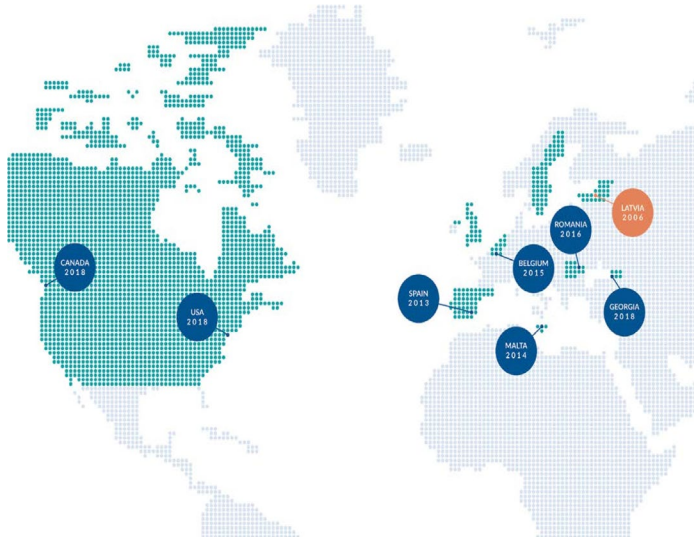 LATVIA
2006
ROMANIA
2016
CANADA
2018
BELGIUM
2015
SPAIN
2013
GEORGIA
2018
USA
2018
MALTA
2014